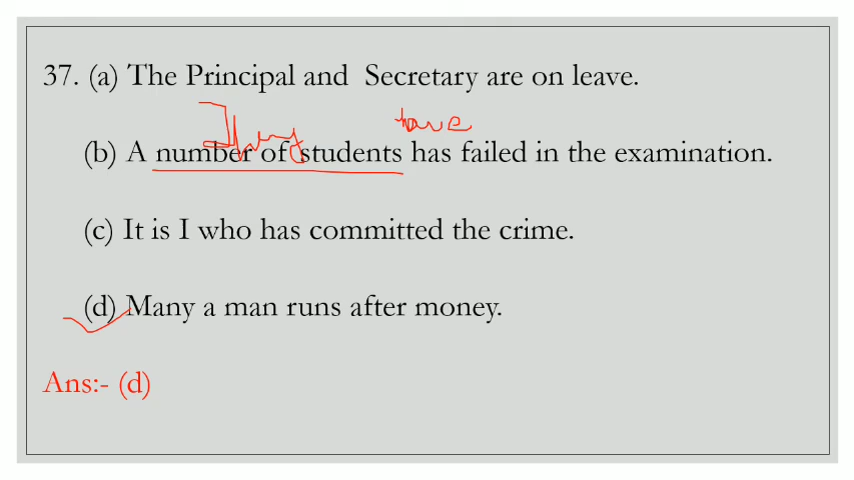 37. (a) The Principal and Secretary are on leave.
They have
(b) A number of students has failed in the examination.
(c) It is I who has committed the crime.
(d) Many a man runs after money.
Ans:- (d)